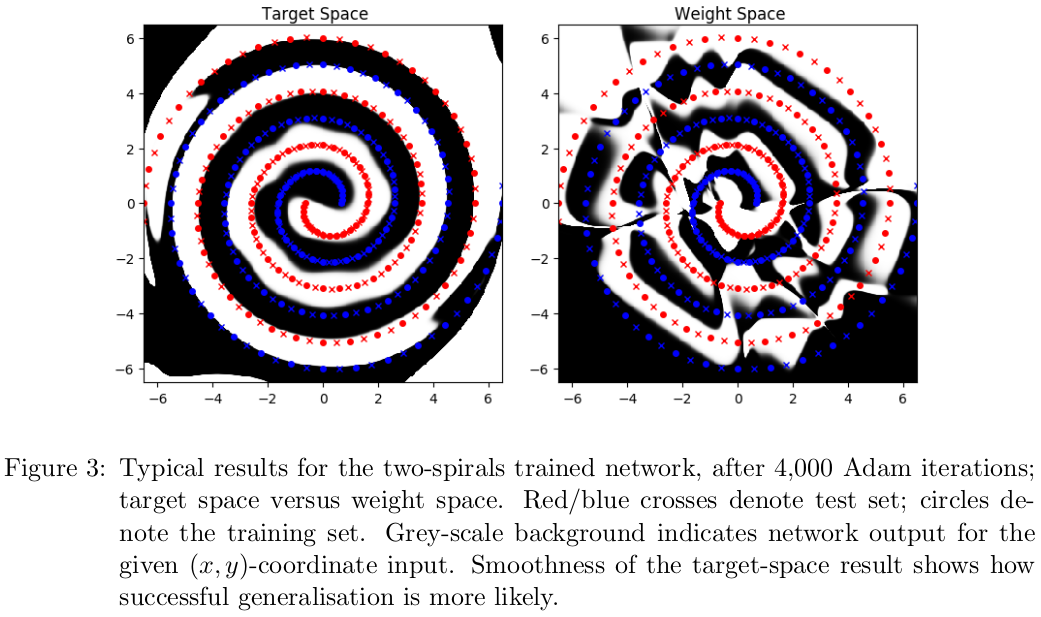 Target Space
Weight Space
6
4
2
0
−2
−4
−6
−6 −4 −2 0 2 4 6
6
4
2
0
−2
−4
−6
−6 −4 −2 0 2 4 6
Figure 3: Typical results for the two-spirals trained network, after 4,000 Adam iterations;
target space versus weight space. Red/blue crosses denote test set; circles de-
note the training set. Grey-scale background indicates network output for the
given (x, y)-coordinate input. Smoothness of the target-space result shows how
successful generalisation is more likely.